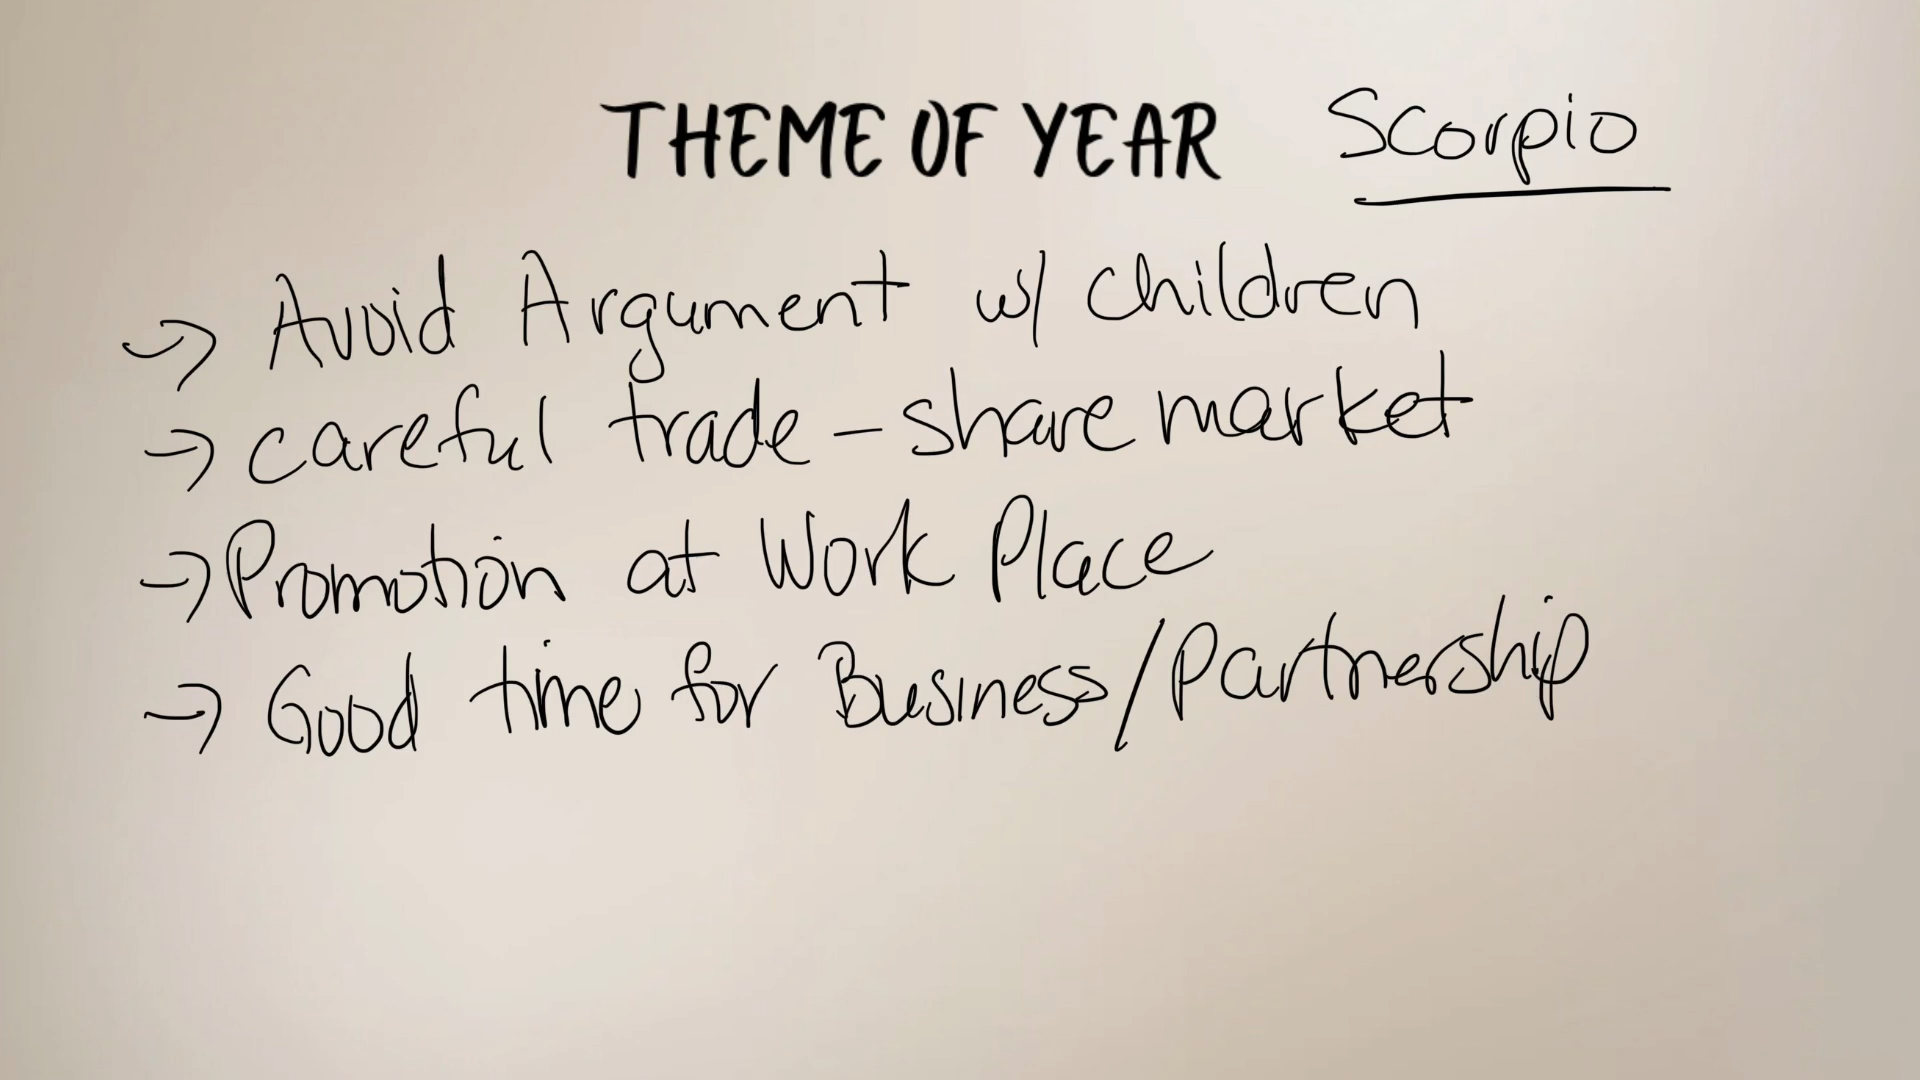 THEME OF YEAR Scorpio
→ Avoid Argument w/ children
→ careful trade - share market
→ Promotion at Work Place
→ Good time for Business/Partnership